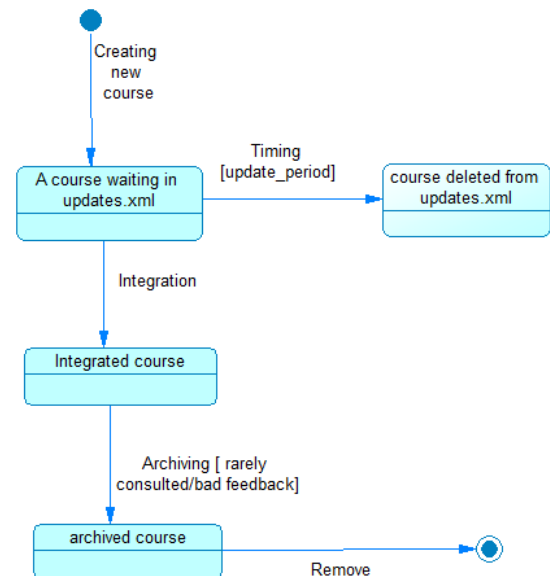 Creating
new
course
Timing
[update_period]
A course waiting in
updates.xml
course deleted from
updates.xml
Integration
Integrated course
Archiving [ rarely
consulted/bad feedback]
archived course
Remove